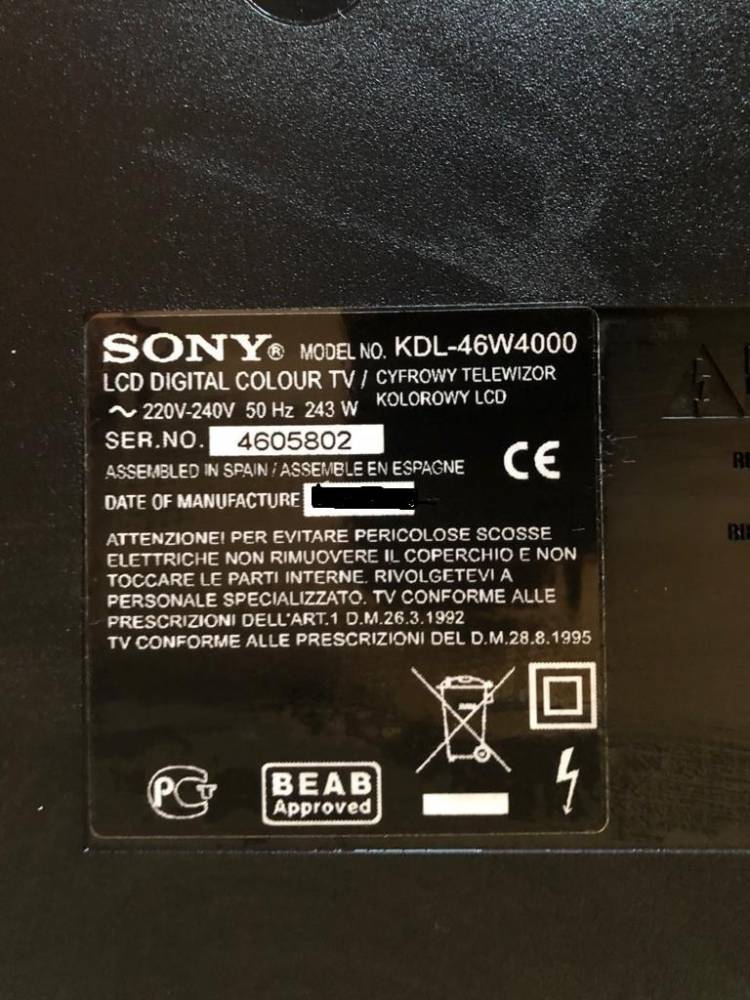 SONY® MODEL NO. KDL-46W4000
LCD DIGITAL COLOUR TV / CYFROWY TELEWIZOR
KOLOROWY LCD
~ 220V-240V 50 Hz 243 W
SER.NO. 4605802
ASSEMBLED IN SPAIN / ASSEMBLE EN ESPAGNE
CE
DATE OF MANUFACTURE
ATTENZIONE! PER EVITARE PERICOLOSE SCOSSE
ELETTRICHE NON RIMUOVERE IL COPERCHIO E NON
TOCCARE LE PARTI INTERNE. RIVOLGETEVI A
PERSONALE SPECIALIZZATO. TV CONFORME ALLE
PRESCRIZIONI DELL'ART.1 D.M.26.3.1992
TV CONFORME ALLE PRESCRIZIONI DEL D.M.28.8.1995
BEAB
Approved